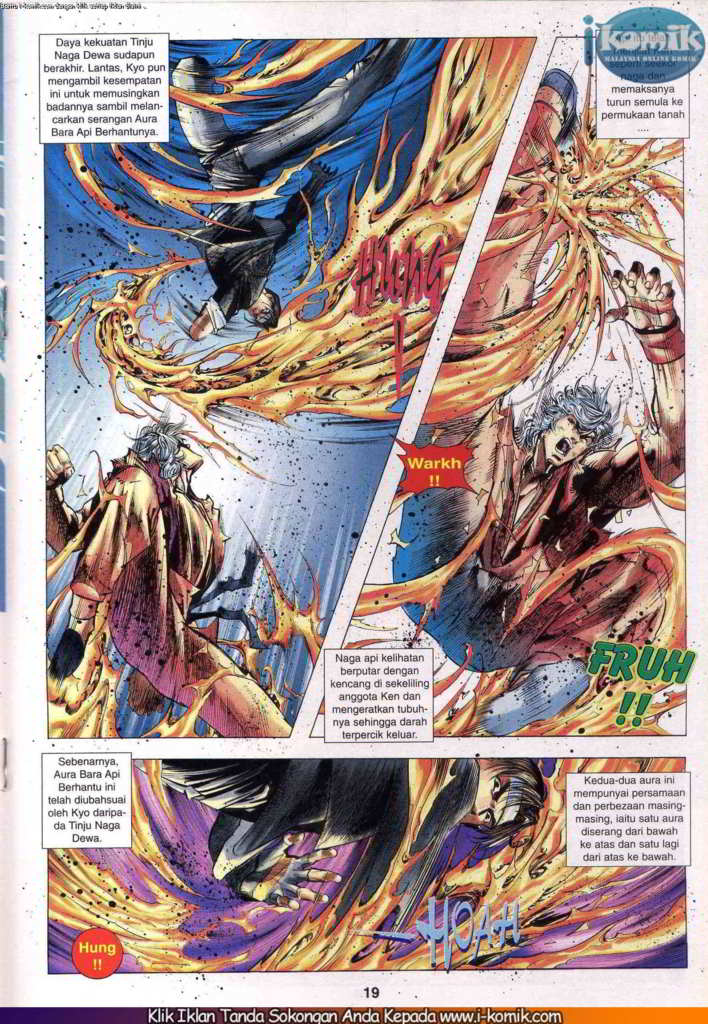 Daya kekuatan Tinju
Naga Dewa sudapun
berakhir. Lantas, Kyo pun
mengambil kesempatan
ini untuk memusingkan
badannya sambil melan-
carkan serangan Aura
Bara Api Berhantunya.
i-komik
MALAYSIA ONLINE KOMIK
naga dan
memaksanya
turun semula ke
permukaan tanah
....
Huung
!
Warkh
!!
FRUH
!!
Naga api kelihatan
berputar dengan
kencang di sekeliling
anggota Ken dan
mengeratkan tubuh-
nya sehingga darah
terpercik keluar.
Sebenarnya,
Aura Bara Api
Berhantu ini
telah diubahsuai
oleh Kyo daripa-
da Tinju Naga
Dewa.
Kedua-dua aura ini
mempunyai persamaan
dan perbezaan masing-
masing, iaitu satu aura
diserang dari bawah
ke atas dan satu lagi
dari atas ke bawah.
HOAH
Hung
!!
19
Klik Iklan Tanda Sokongan Anda Kepada www.i-komik.com